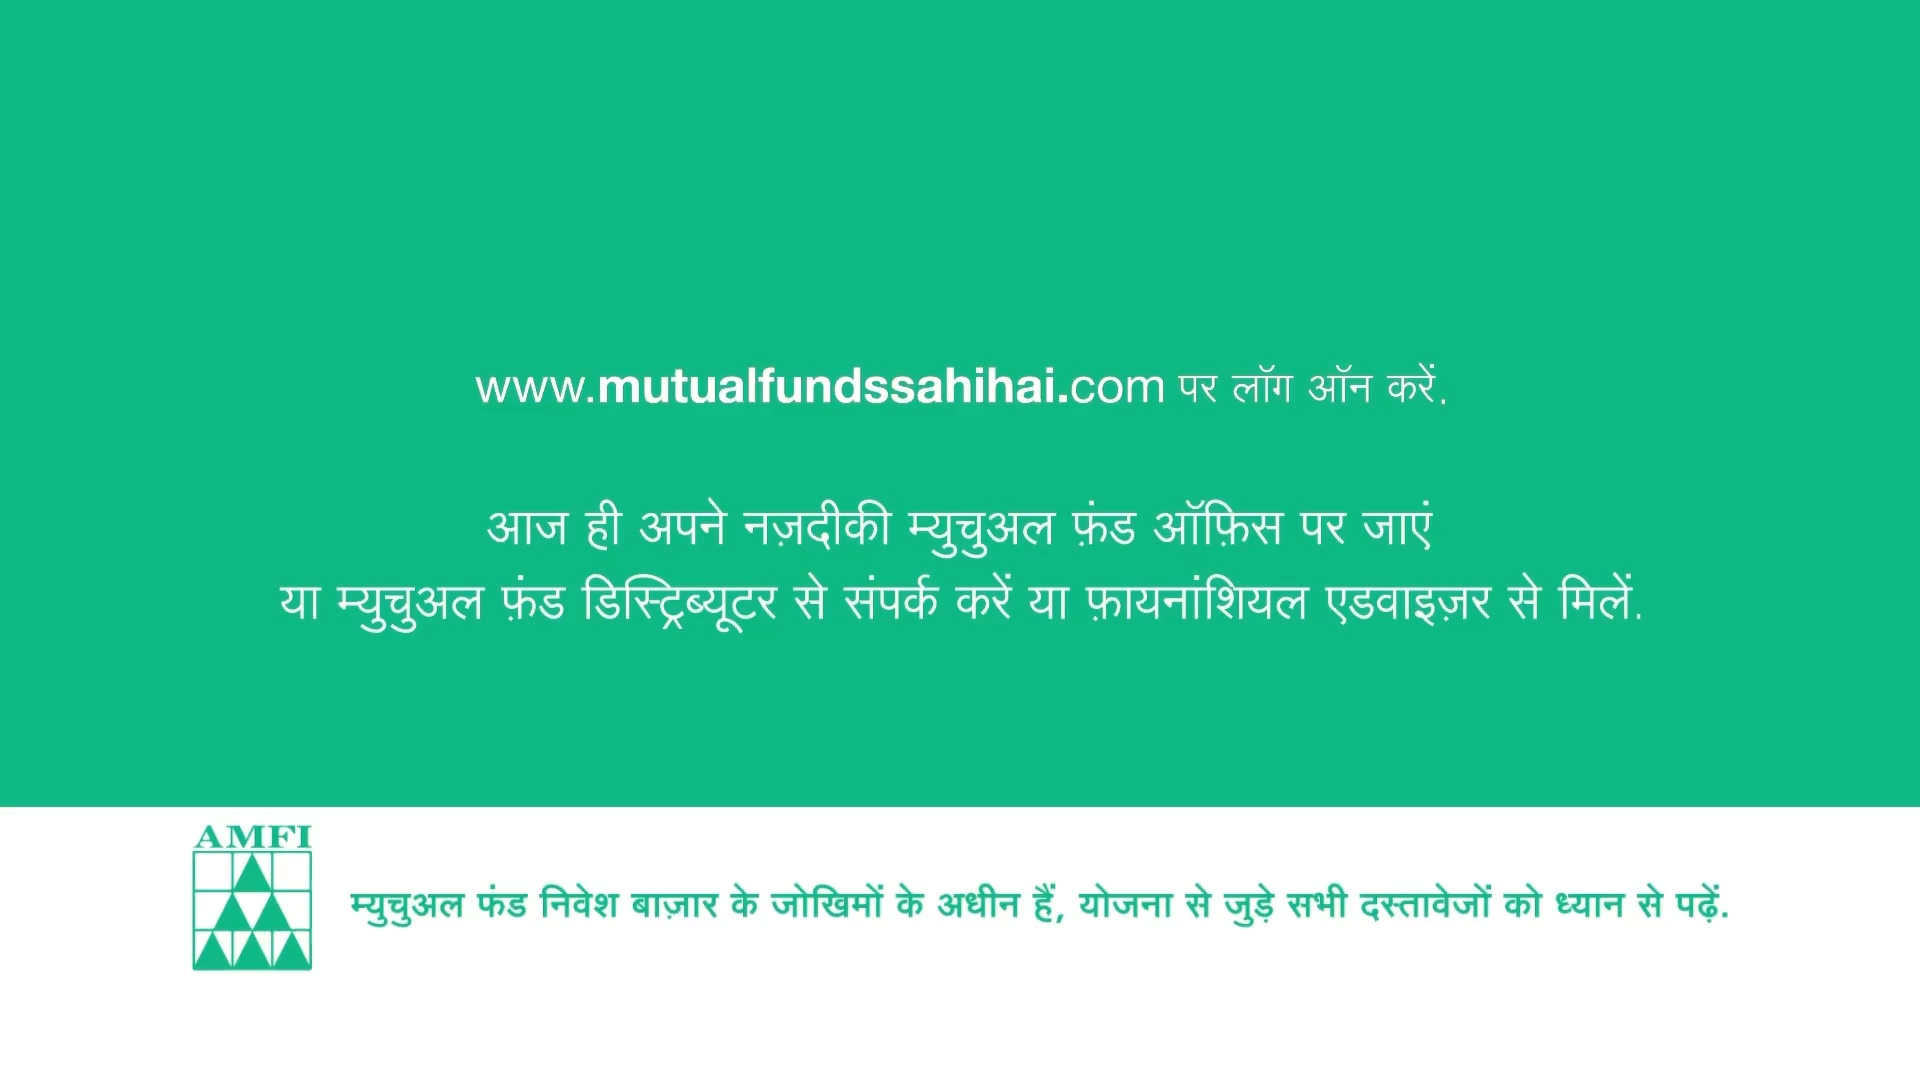 www.mutualfundssahihai.com पर लॉग ऑन करें.
आज ही अपने नज़दीकी म्युचुअल फ़ंड ऑफ़िस पर जाएं
या म्युचुअल फ़ंड डिस्ट्रिब्यूटर से संपर्क करें या फ़ायनांशियल एडवाइज़र से मिलें.
AMFI
म्युचुअल फंड निवेश बाज़ार के जोखिमों के अधीन हैं, योजना से जुड़े सभी दस्तावेजों को ध्यान से पढ़ें.